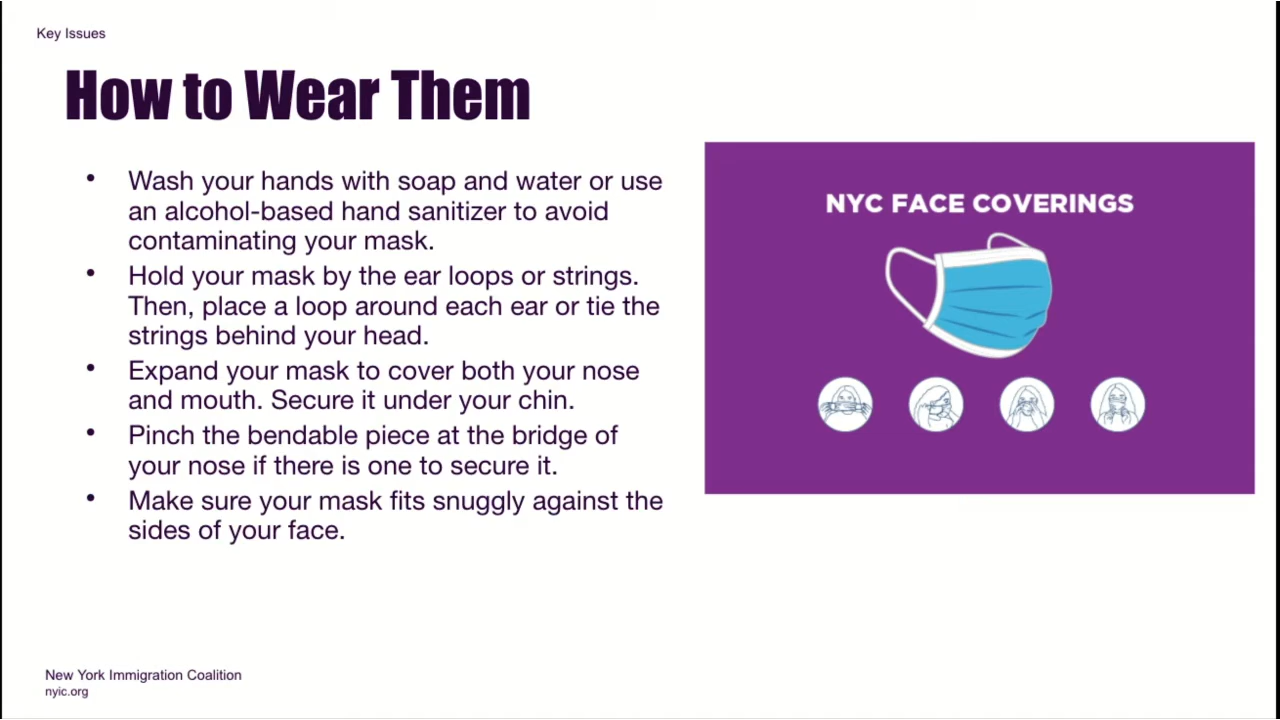 Key Issues
How to Wear Them
• Wash your hands with soap and water or use
an alcohol-based hand sanitizer to avoid
contaminating your mask.
• Hold your mask by the ear loops or strings.
Then, place a loop around each ear or tie the
strings behind your head.
• Expand your mask to cover both your nose
and mouth. Secure it under your chin.
• Pinch the bendable piece at the bridge of
your nose if there is one to secure it.
• Make sure your mask fits snuggly against the
sides of your face.
NYC FACE COVERINGS
New York Immigration Coalition
nyic.org